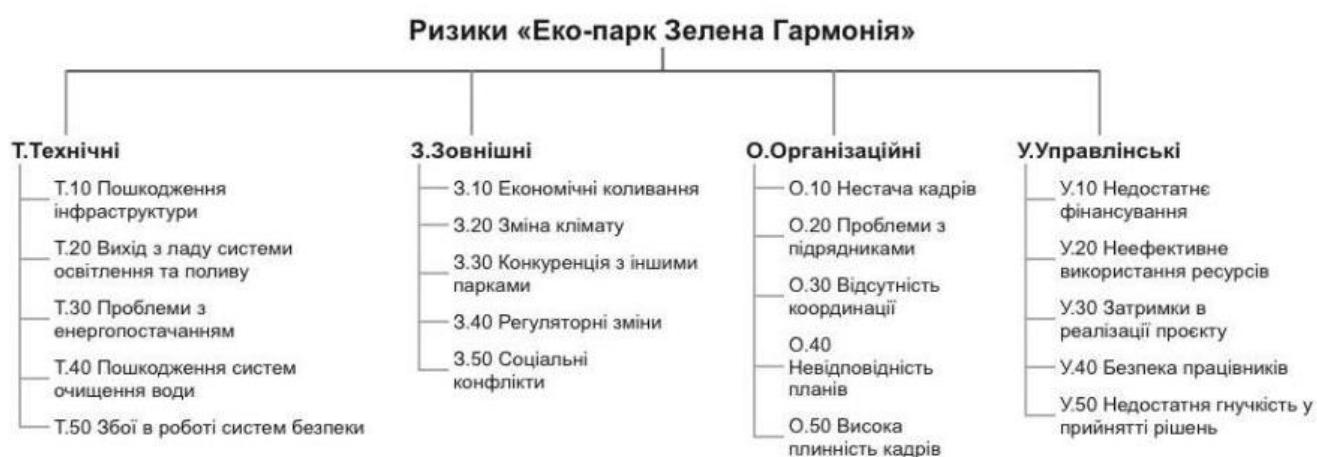 Ризики «Еко-парк Зелена Гармонія»
Т.Технічні
Т.10 Пошкодження
інфраструктури
Т.20 Вихід з ладу системи
освітлення та поливу
Т.30 Проблеми з
енергопостачанням
Т.40 Пошкодження систем
очищення води
Т.50 Збої в роботі систем безпеки
З.Зовнішні
З.10 Економічні коливання
З.20 Зміна клімату
З.30 Конкуренція з іншими
парками
З.40 Регуляторні зміни
З.50 Соціальні
конфлікти
О.Організаційні
О.10 Нестача кадрів
О.20 Проблеми з
підрядниками
О.30 Відсутність
координації
О.40
Невідповідність
планів
О.50 Висока
плинність кадрів
У.Управлінські
У.10 Недостатнє
фінансування
У.20 Неефективне
використання ресурсів
У.30 Затримки в
реалізації проєкту
У.40 Безпека працівників
У.50 Недостатня гнучкість у
прийнятті рішень